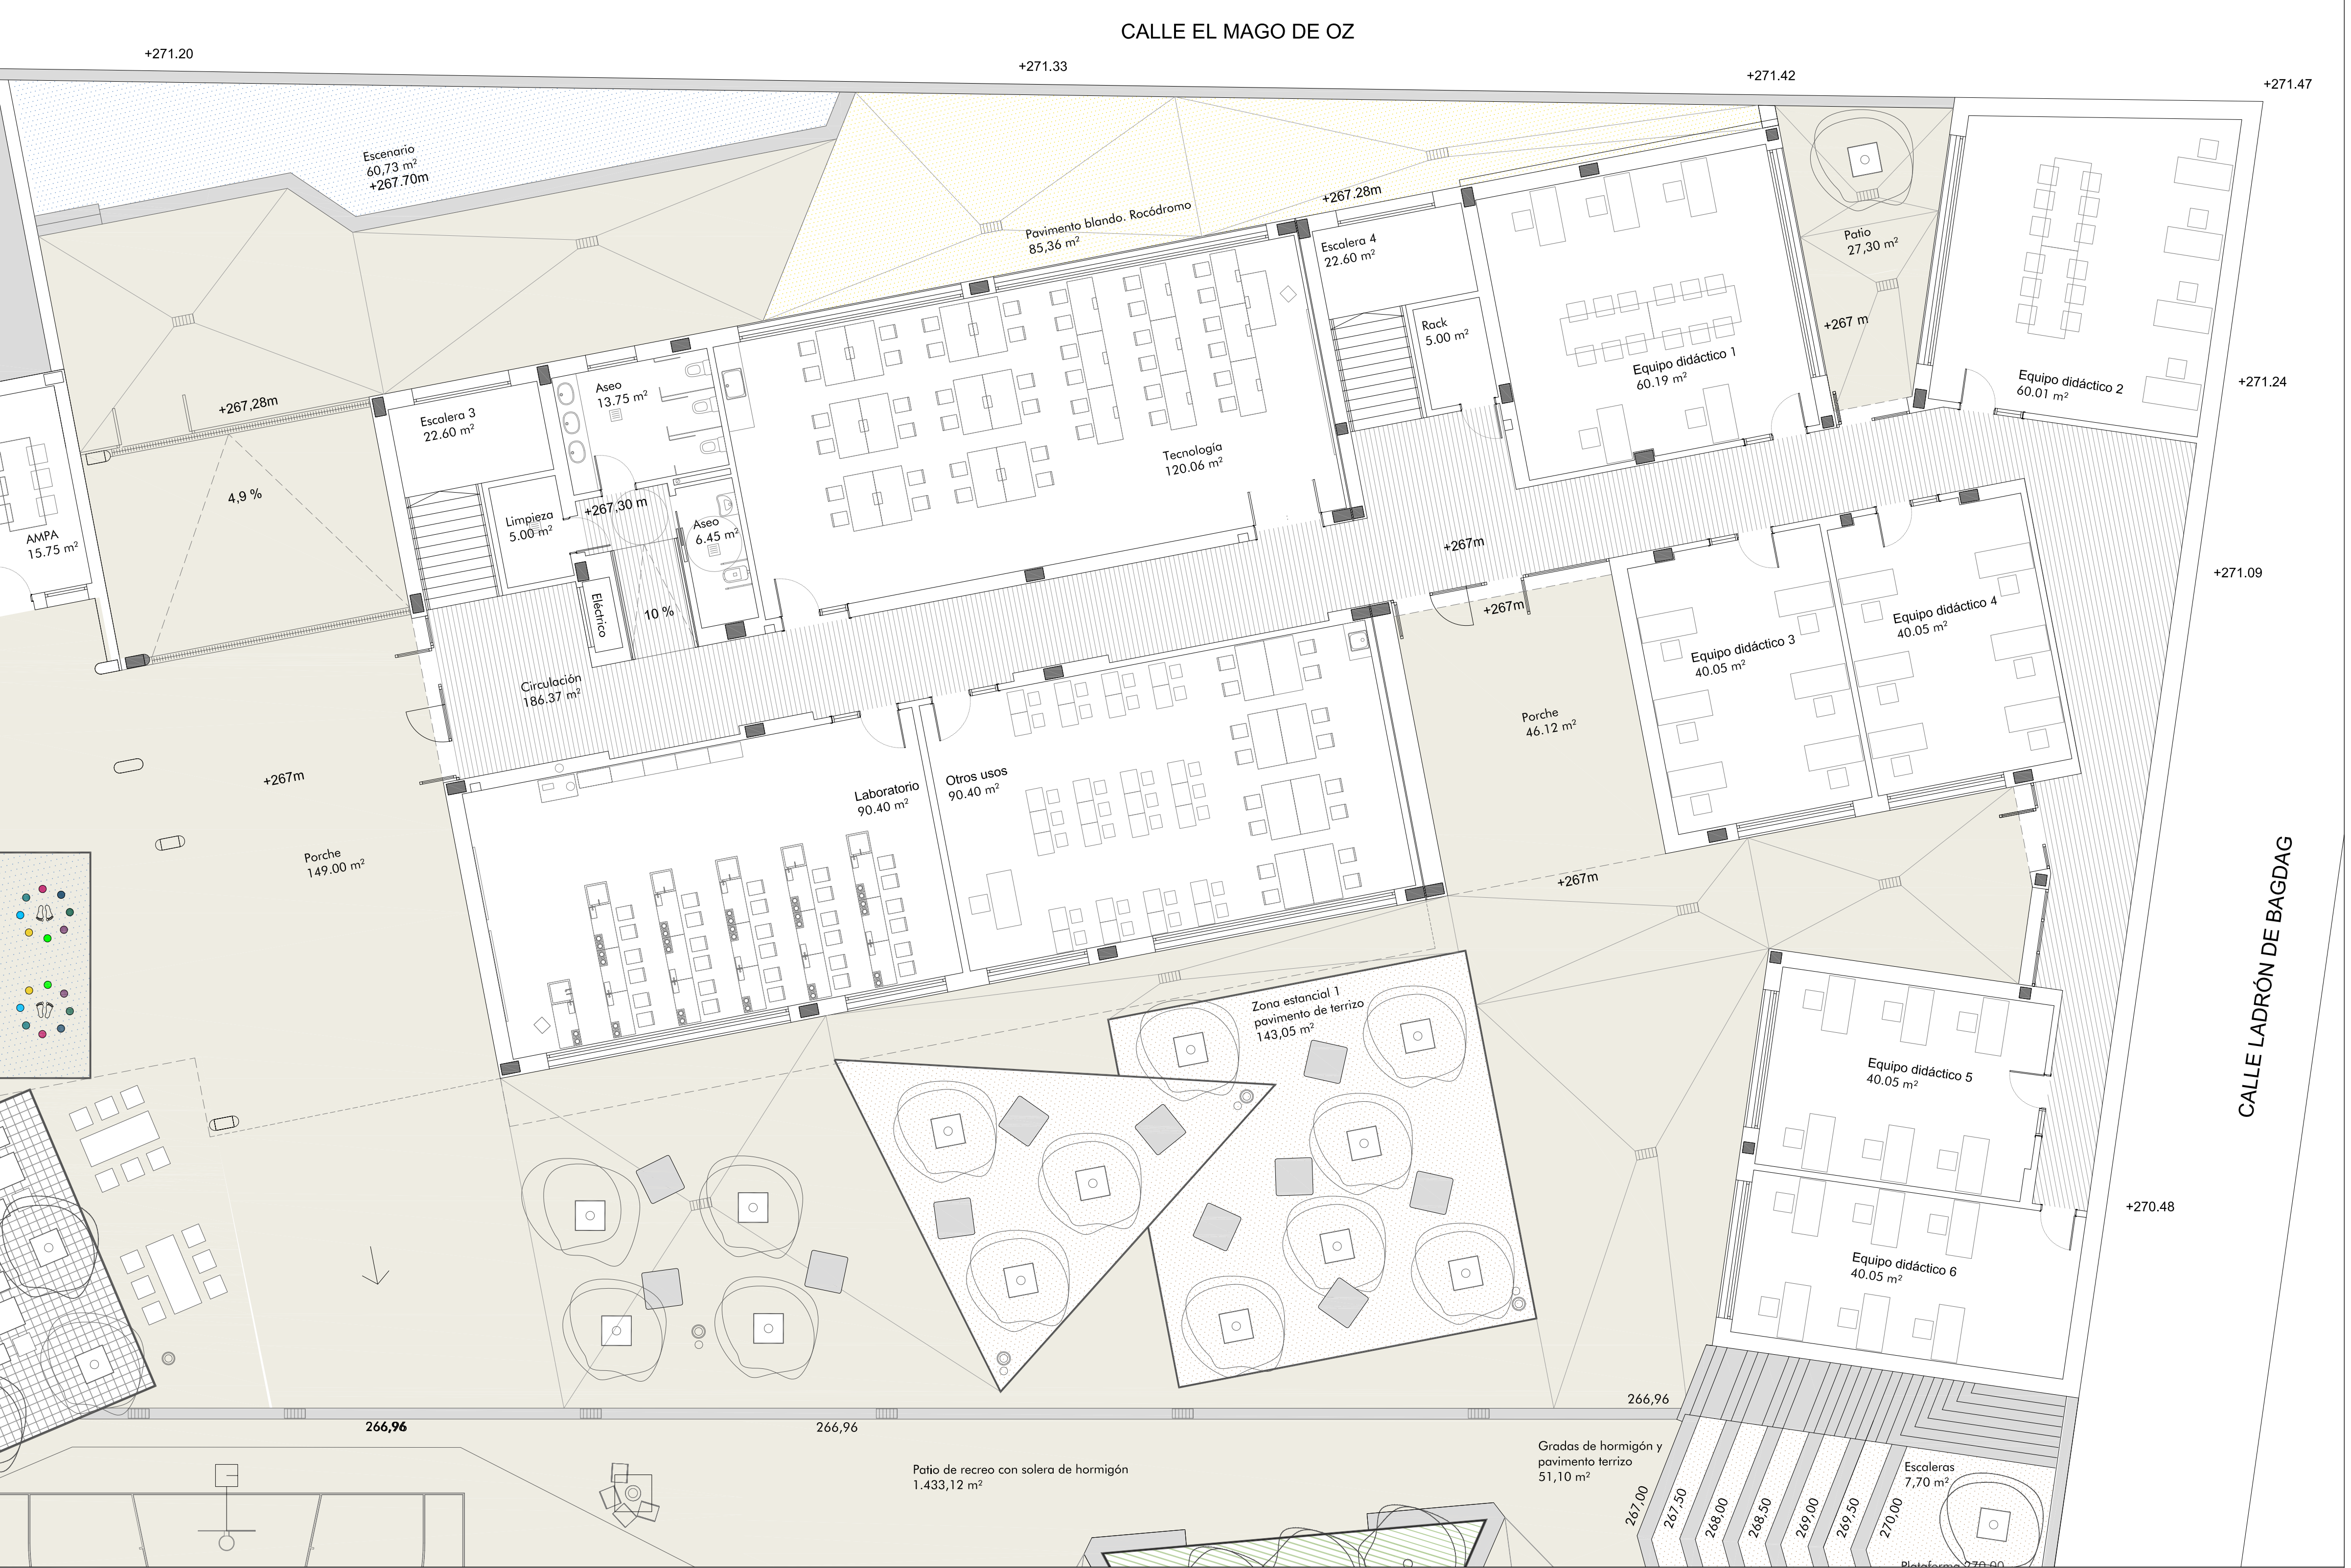 CALLE EL MAGO DE OZ
+271.20
+271.33
+271.42
+271.47
Escenario
60,73 m²
+267.70m
Pavimento blando. Rocódromo
85,36 m²
+267.28m
Escalera 4
22.60 m²
Rack
5.00 m²
Equipo didáctico 1
60.19 m²
Patio
27,30 m²
+267 m
Equipo didáctico 2
60.01 m²
+271.24
+267,28m
4,9 %
AMPA
15.75 m²
Escalera 3
22.60 m²
Aseo
13.75 m²
Limpieza
5.00 m²
+267,30 m
Aseo
6.45 m²
Eléctrico
10 %
Tecnología
120.06 m²
+267m
+267m
+271.09
Circulación
186.37 m²
Equipo didáctico 3
40.05 m²
Equipo didáctico 4
40.05 m²
Porche
46.12 m²
+267m
Porche
149.00 m²
Laboratorio
90.40 m²
Otros usos
90.40 m²
+267m
CALLE LADRÓN DE BAGDAG
Zona estancial 1
pavimento de terrizo
143,05 m²
Equipo didáctico 5
40.05 m²
+270.48
Equipo didáctico 6
40.05 m²
266,96
266,96
266,96
Patio de recreo con solera de hormigón
1.433,12 m²
Gradas de hormigón y
pavimento terrizo
51,10 m²
Escaleras
7,70 m²
267,00
267,50
268,00
268,50
269,00
269,50
270,00
Plataforma 270.00